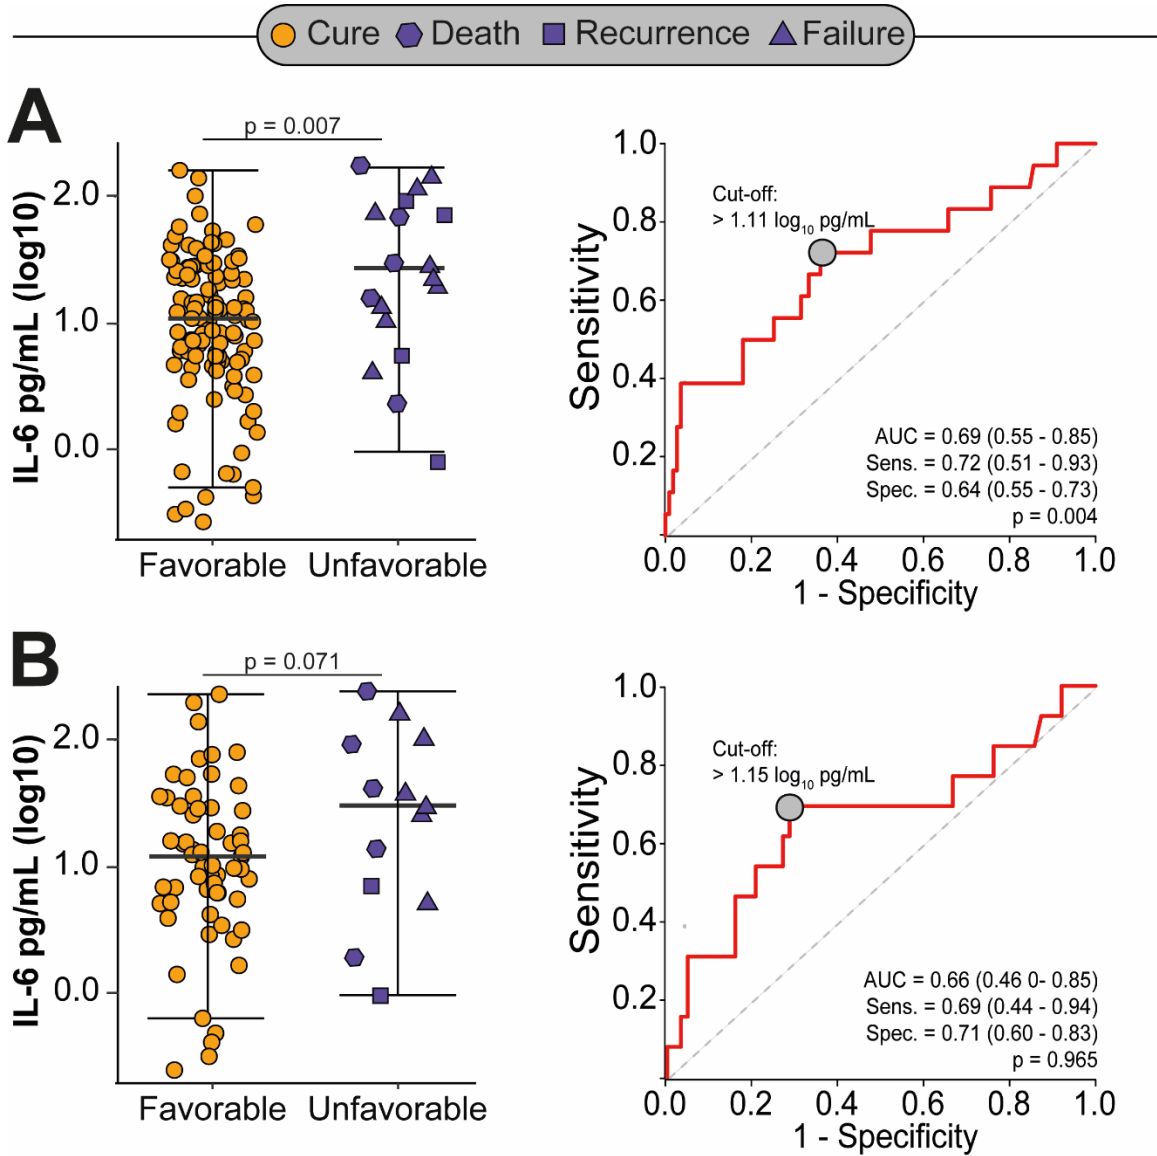 Cure Death Recurrence Failure
A
p = 0.007
IL-6 pg/mL (log10)
2.0
1.0
0.0
Favorable Unfavorable
Sensitivity
1.0
0.8
0.6
0.4
0.2
Cut-off:
> 1.11 log10 pg/mL
AUC = 0.69 (0.55 - 0.85)
Sens. = 0.72 (0.51 - 0.93)
Spec. = 0.64 (0.55 - 0.73)
p = 0.004
0.0 0.2 0.4 0.6 0.8 1.0
1 - Specificity
B
p = 0.071
IL-6 pg/mL (log10)
2.0
1.0
0.0
Favorable Unfavorable
Sensitivity
1.0
0.8
0.6
0.4
0.2
Cut-off:
> 1.15 log10 pg/mL
AUC = 0.66 (0.46 0- 0.85)
Sens. = 0.69 (0.44 - 0.94)
Spec. = 0.71 (0.60 - 0.83)
p = 0.965
0.0 0.2 0.4 0.6 0.8 1.0
1 - Specificity